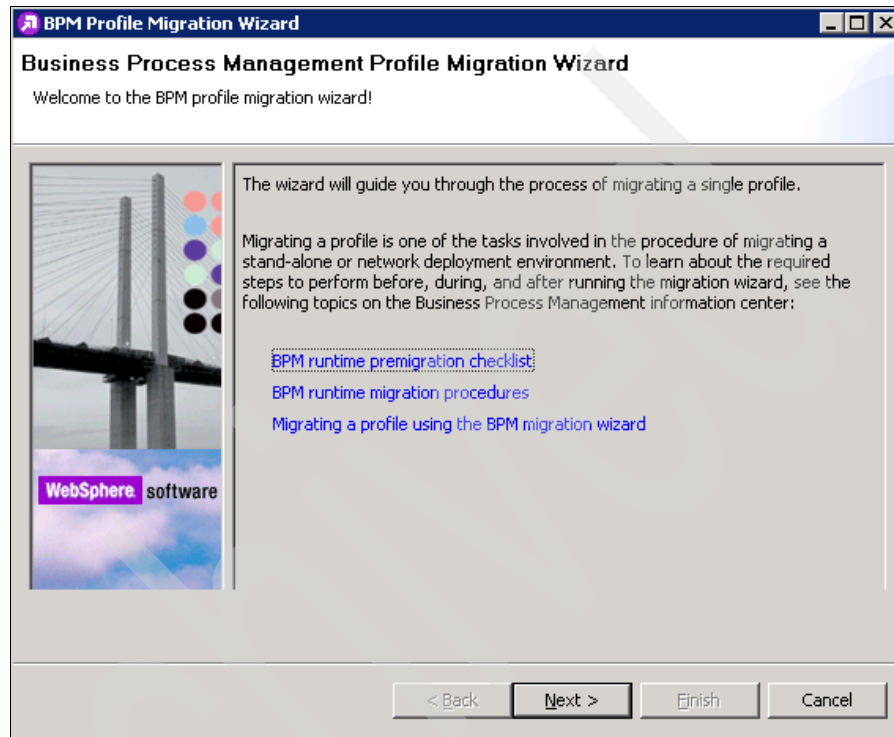 BPM Profile Migration Wizard
Business Process Management Profile Migration Wizard
Welcome to the BPM profile migration wizard!
The wizard will guide you through the process of migrating a single profile.
Migrating a profile is one of the tasks involved in the procedure of migrating a
stand-alone or network deployment environment. To learn about the required
steps to perform before, during, and after running the migration wizard, see the
following topics on the Business Process Management information center:
BPM runtime premigration checklist
BPM runtime migration procedures
Migrating a profile using the BPM migration wizard
WebSphere. software
< Back Next > Finish Cancel